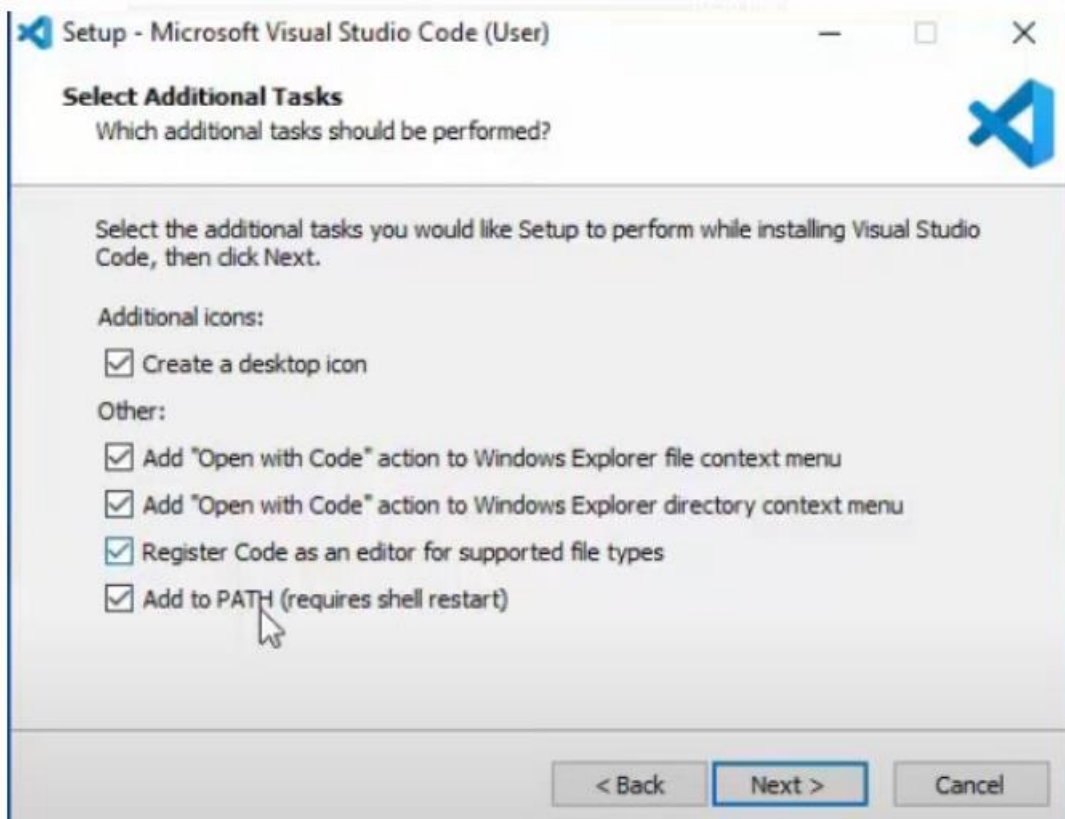 Setup - Microsoft Visual Studio Code (User)
Select Additional Tasks
Which additional tasks should be performed?
Select the additional tasks you would like Setup to perform while installing Visual Studio
Code, then click Next.
Additional icons:
Create a desktop icon
Other:
Add "Open with Code" action to Windows Explorer file context menu
Add "Open with Code" action to Windows Explorer directory context menu
Register Code as an editor for supported file types
Add to PATH (requires shell restart)
< Back Next > Cancel